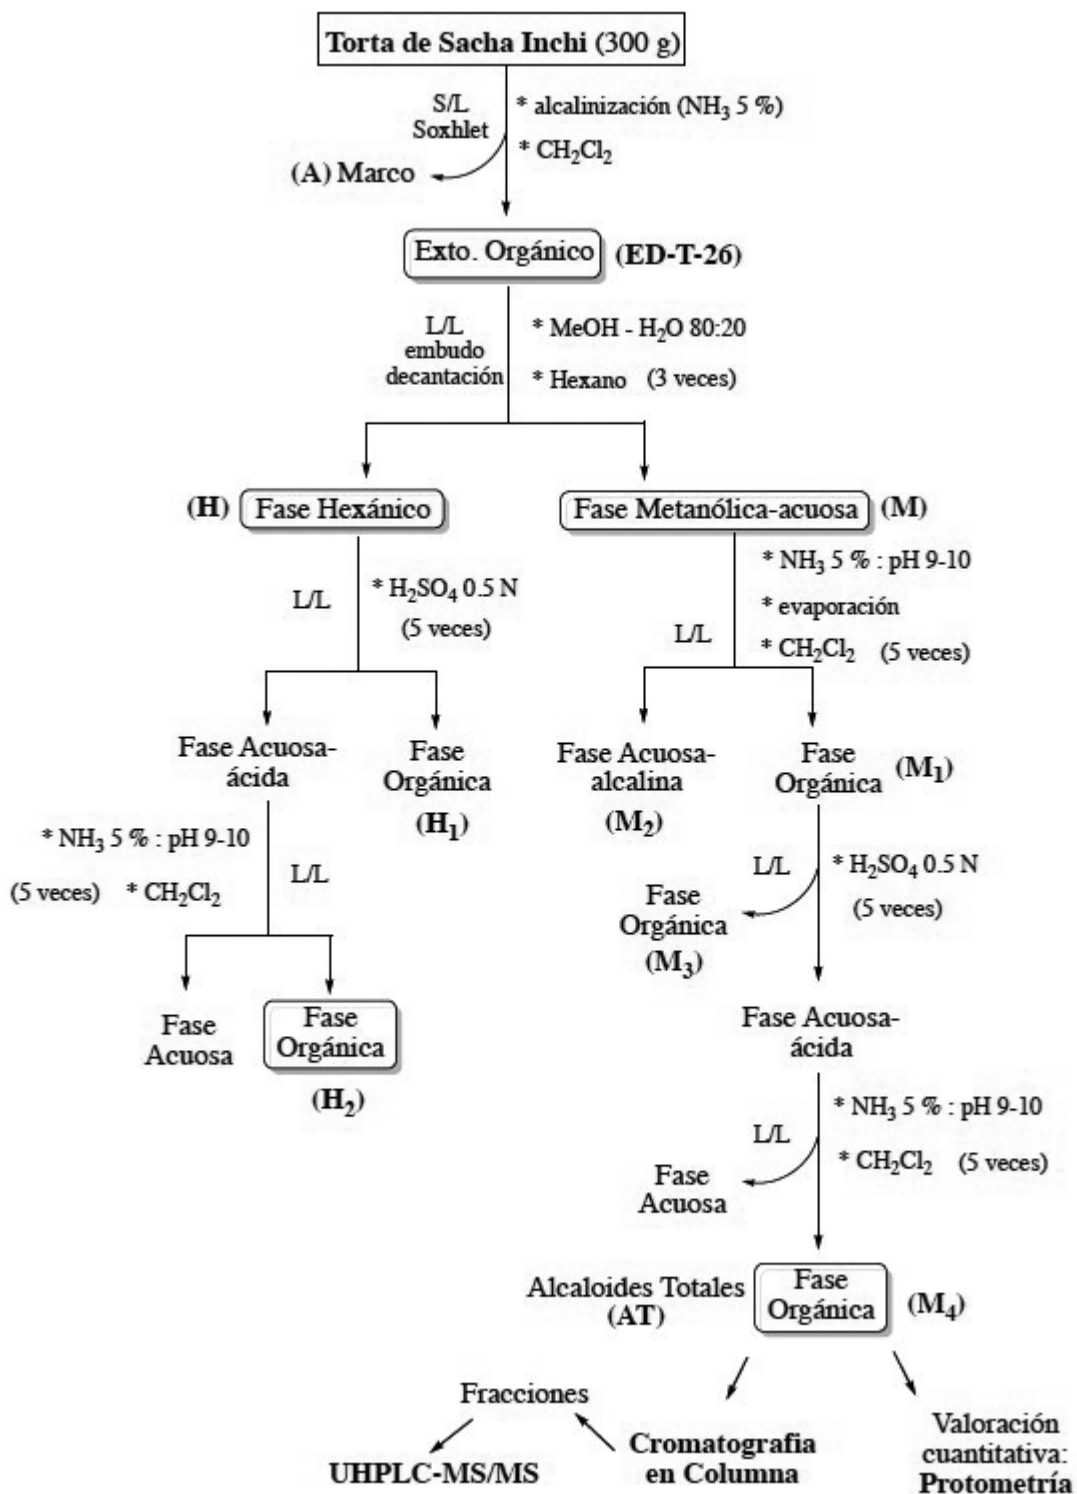 Torta de Sacha Inchi (300 g)
S/L
Soxhlet
* alcalinización (NH3 5 %)
* CH2Cl2
(A) Marco
Exto. Orgánico (ED-T-26)
L/L
embudo
decantación
* MeOH - H2O 80:20
* Hexano (3 veces)
(H) Fase Hexánico
Fase Metanólica-acuosa (M)
L/L
* H2SO4 0.5 N
(5 veces)
* NH3 5 % : pH 9-10
* evaporación
L/L
* CH2Cl2 (5 veces)
Fase Acuosa-
ácida
Fase
Orgánica
(H1)
Fase Acuosa-
alcalina
(M2)
Fase
Orgánica (M1)
* NH3 5 % : pH 9-10
(5 veces) * CH2Cl2
L/L
L/L
* H2SO4 0.5 N
(5 veces)
Fase
Orgánica
(M3)
Fase
Acuosa
Fase
Orgánica
(H2)
Fase Acuosa-
ácida
L/L
* NH3 5 % : pH 9-10
* CH2Cl2 (5 veces)
Fase
Acuosa
Alcaloides Totales
(AT)
Fase
Orgánica (M4)
Fracciones
UHPLC-MS/MS
Cromatografia
en Columna
Valoración
cuantitativa:
Protometría